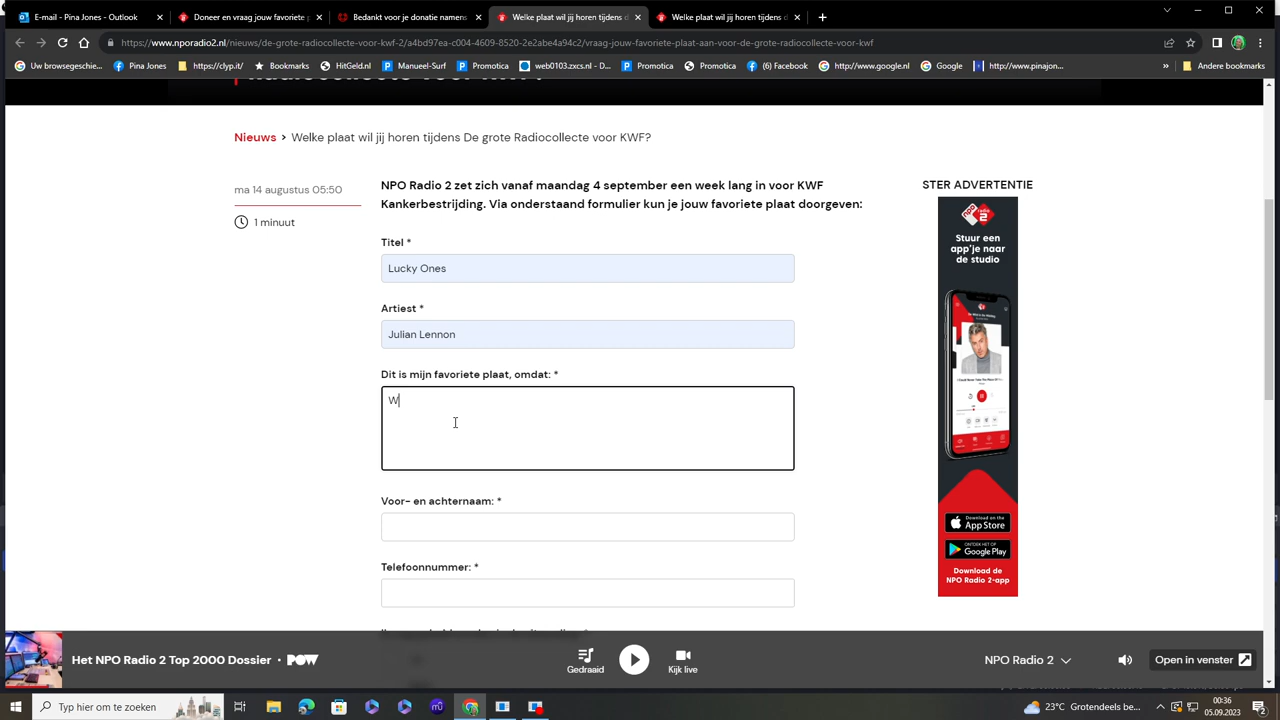 E-mail - Pina Jones - Outlook
Doneer en vraag jouw favoriete p
Bedankt voor je donatie namens
Welke plaat wil jij horen tijdens d
Welke plaat wil jij horen tijdens d
https://www.nporadio2.nl/nieuws/de-grote-radiocollecte-van-kwf-2/a4bd97ea-c004-4609-8520-2e2abe4a94c2/vraag-jouw-favoriete-plaat-aan-voor-de-grote-radiocollecte-voor-kwf
Uw browsegeschie...
Pina Jones
https://clyp.it/
Bookmarks
HitGeld.nl
Manueel-Surf
Promotica
web0103.zxcs.nl - D...
Promotica
Promotica
(6) Facebook
http://www.google.nl
Google
http://www.pinajon...
»
Andere bookmarks
Nieuws > Welke plaat wil jij horen tijdens De grote Radiocollecte voor KWF?
ma 14 augustus 05:50
1 minuut
NPO Radio 2 zet zich vanaf maandag 4 september een week lang in voor KWF
Kankerbestrijding. Via onderstaand formulier kun je jouw favoriete plaat doorgeven:
Titel *
Lucky Ones
Artiest *
Julian Lennon
Dit is mijn favoriete plaat, omdat: *
W
Voor- en achternaam: *
Telefoonnummer: *
STER ADVERTENTIE
Stuur een
app'je naar
de studio
Download on the
App Store
ONTDEK HET OP
Google Play
Download de
NPO Radio 2-app
Het NPO Radio 2 Top 2000 Dossier • POW
Gedraaid
Kijk live
NPO Radio 2
Open in venster
Typ hier om te zoeken
23°C Grotendeels be...
00:36
05.09.2023
2